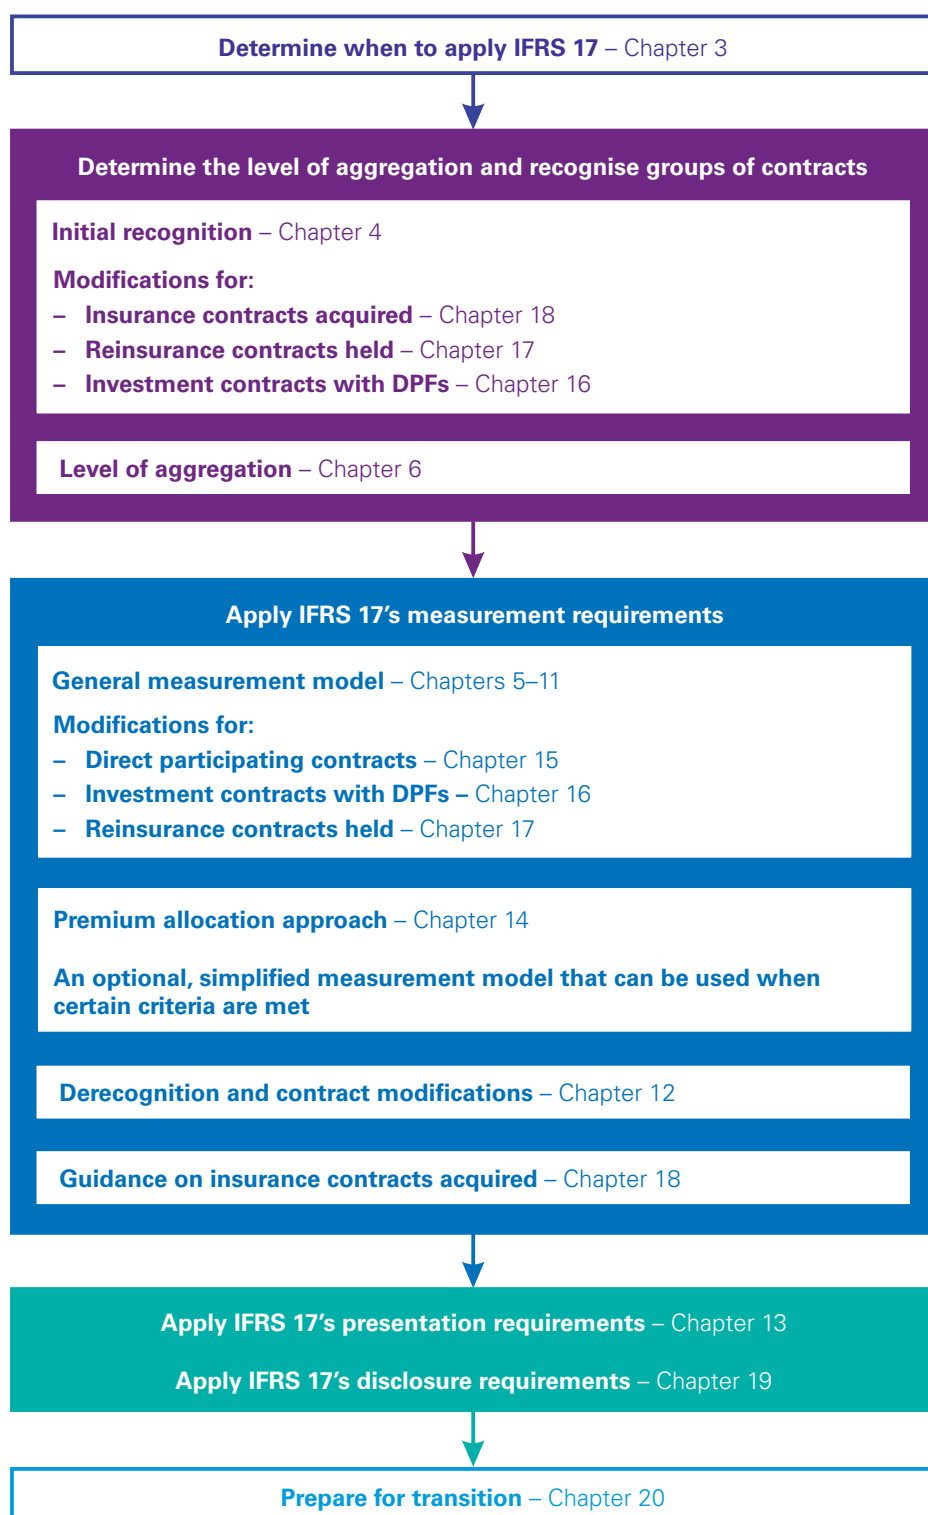 Determine when to apply IFRS 17 – Chapter 3
Determine the level of aggregation and recognise groups of contracts
Initial recognition – Chapter 4
Modifications for:
– Insurance contracts acquired – Chapter 18
– Reinsurance contracts held – Chapter 17
– Investment contracts with DPFs – Chapter 16
Level of aggregation – Chapter 6
Apply IFRS 17’s measurement requirements
General measurement model – Chapters 5–11
Modifications for:
– Direct participating contracts – Chapter 15
– Investment contracts with DPFs – Chapter 16
– Reinsurance contracts held – Chapter 17
Premium allocation approach – Chapter 14
An optional, simplified measurement model that can be used when
certain criteria are met
Derecognition and contract modifications – Chapter 12
Guidance on insurance contracts acquired – Chapter 18
Apply IFRS 17’s presentation requirements – Chapter 13
Apply IFRS 17’s disclosure requirements – Chapter 19
Prepare for transition – Chapter 20